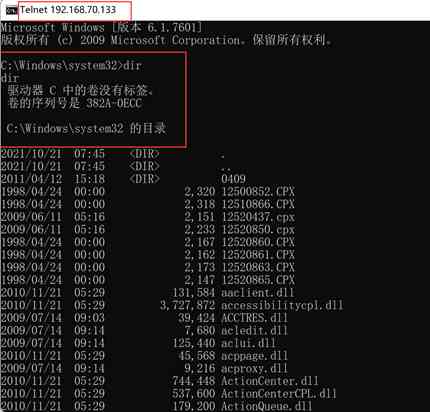 Telnet 192.168.70.133
Microsoft Windows [版本 6.1.7601]
版权所有 (c) 2009 Microsoft Corporation。保留所有权利。
C:\Windows\system32>dir
dir
驱动器 C 中的卷没有标签。
卷的序列号是 382A-0ECC
C:\Windows\system32 的目录
2021/10/21 07:45 <DIR> .
2021/10/21 07:45 <DIR> ..
2011/04/12 15:18 <DIR> 0409
1998/04/24 00:00 2,320 12500852.CPX
1998/04/24 00:00 2,318 12510866.CPX
2009/06/11 05:16 2,151 12520437.cpx
2009/06/11 05:16 2,233 12520850.cpx
1998/04/24 00:00 2,167 12520860.CPX
1998/04/24 00:00 2,162 12520861.CPX
1998/04/24 00:00 2,173 12520863.CPX
1998/04/24 00:00 2,147 12520865.CPX
2010/11/21 05:29 131,584 aaclient.dll
2010/11/21 05:29 3,727,872 accessibilitycpl.dll
2009/07/14 09:03 39,424 ACCTRES.dll
2009/07/14 09:14 7,680 acledit.dll
2009/07/14 09:14 125,440 aclui.dll
2010/11/21 05:29 45,568 acppage.dll
2009/07/14 09:14 9,216 acproxy.dll
2010/11/21 05:29 744,448 ActionCenter.dll
2010/11/21 05:29 537,600 ActionCenterCPL.dll
2010/11/21 05:29 179,200 ActionQueue.dll